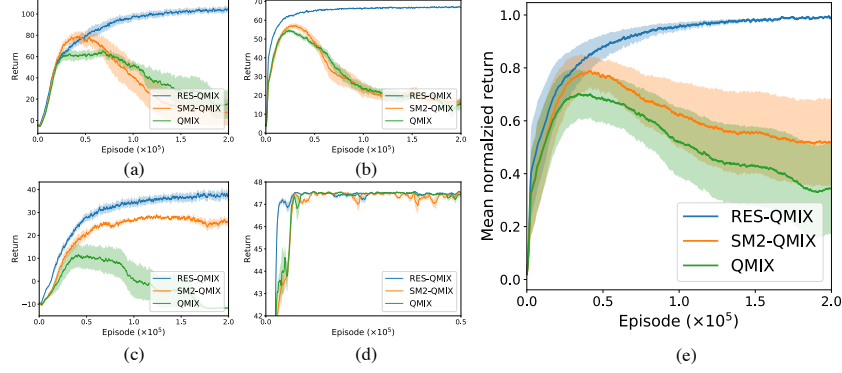 100
80
60
40
20
0
Return
0.0
0.5
1.0
1.5
2.0
Episode (×10⁵)
RES-QMIX
SM2-QMIX
QMIX
(a)
70
60
50
40
30
20
10
0
Return
0.0
0.5
1.0
1.5
2.0
Episode (×10⁵)
RES-QMIX
SM2-QMIX
QMIX
(b)
40
30
20
10
0
−10
Return
0.0
0.5
1.0
1.5
2.0
Episode (×10⁵)
RES-QMIX
SM2-QMIX
QMIX
(c)
48
47
46
45
44
43
42
Return
0.0
0.5
Episode (×10⁵)
RES-QMIX
SM2-QMIX
QMIX
(d)
1.0
0.8
0.6
0.4
0.2
0.0
Mean normalzied return
0.0
0.5
1.0
1.5
2.0
Episode (×10⁵)
RES-QMIX
SM2-QMIX
QMIX
(e)